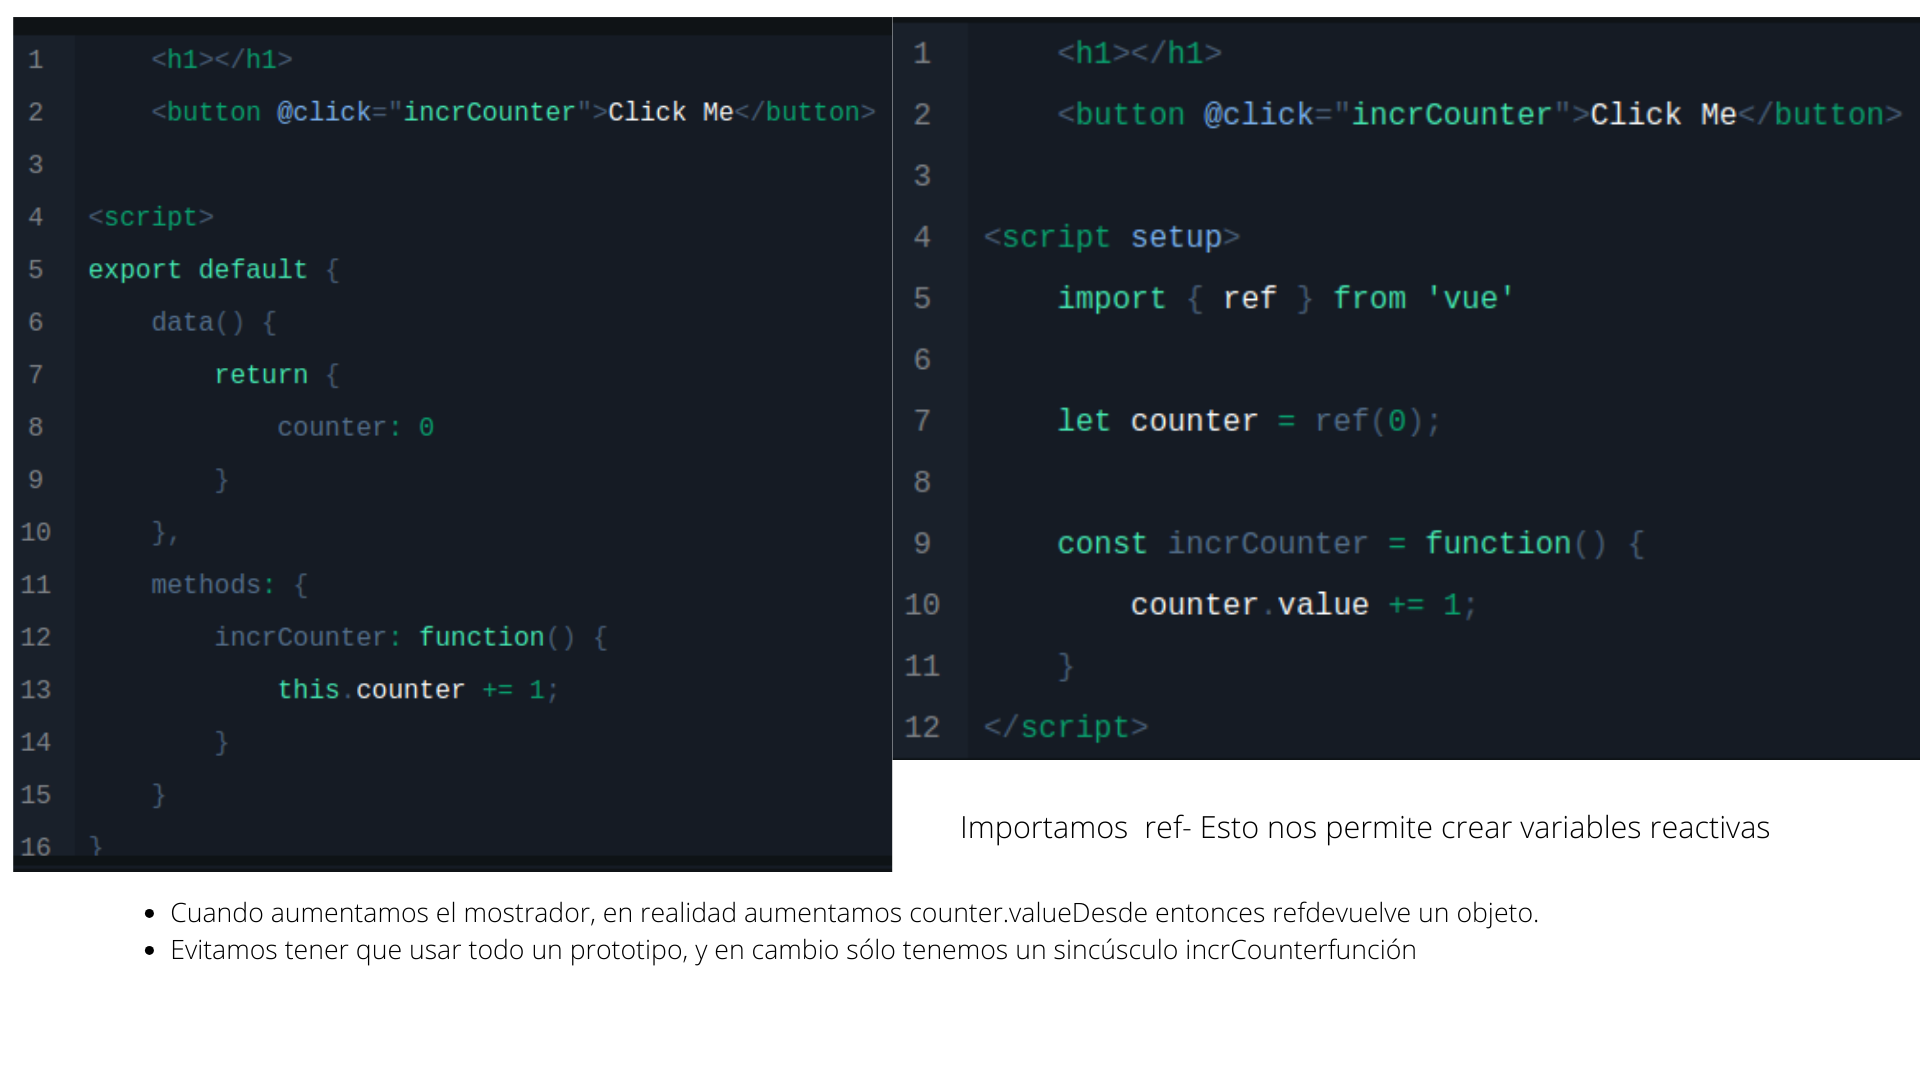 1 <h1></h1>
2 <button @click="incrCounter">Click Me</button>
3
4 <script>
5 export default {
6 data() {
7 return {
8 counter: 0
9 }
10 },
11 methods: {
12 incrCounter: function() {
13 this.counter += 1;
14 }
15 }
16 }
1 <h1></h1>
2 <button @click="incrCounter">Click Me</button>
3
4 <script setup>
5 import { ref } from 'vue'
6
7 let counter = ref(0);
8
9 const incrCounter = function() {
10 counter.value += 1;
11 }
12 </script>
Importamos ref- Esto nos permite crear variables reactivas
• Cuando aumentamos el mostrador, en realidad aumentamos counter.valueDesde entonces refdevuelve un objeto.
• Evitamos tener que usar todo un prototipo, y en cambio sólo tenemos un sincúsculo incrCounterfunción